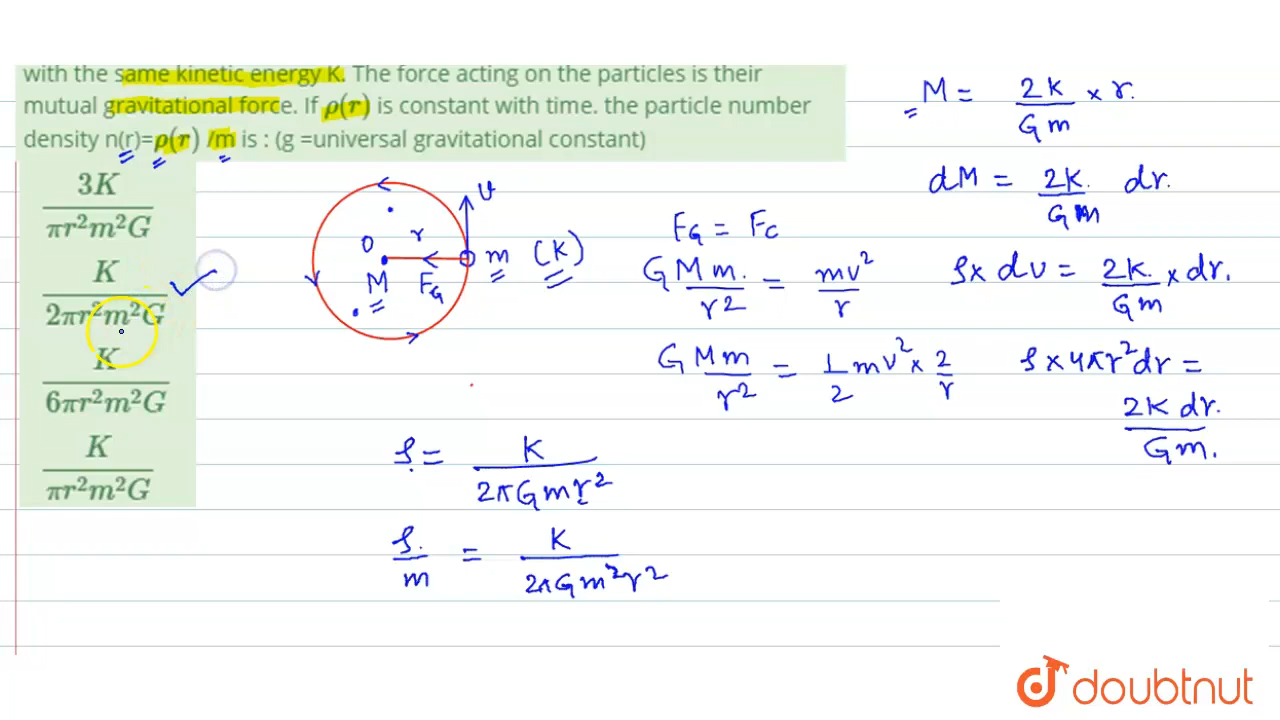 with the same kinetic energy K. The force acting on the particles is their
mutual gravitational force. If ρ(r) is constant with time. the particle number
density n(r)=ρ(r) /m is : (g =universal gravitational constant)
3K
πr²m²G
K
2πr²m²G
K
6πr²m²G
K
πr²m²G
O
r
v
M
F_G
m (K)
F_G = F_C
GMm/r² = mv²/r
GMm/r² = 1/2 mv² × 2/r
M = 2K/Gm × r.
dM = 2K/Gm dr.
ρ × dv = 2K/Gm × dr.
ρ × 4πr²dr =
2K dr./Gm.
ρ = K/2πGmr²
ρ/m = K/2πGm²r²
doubtnut